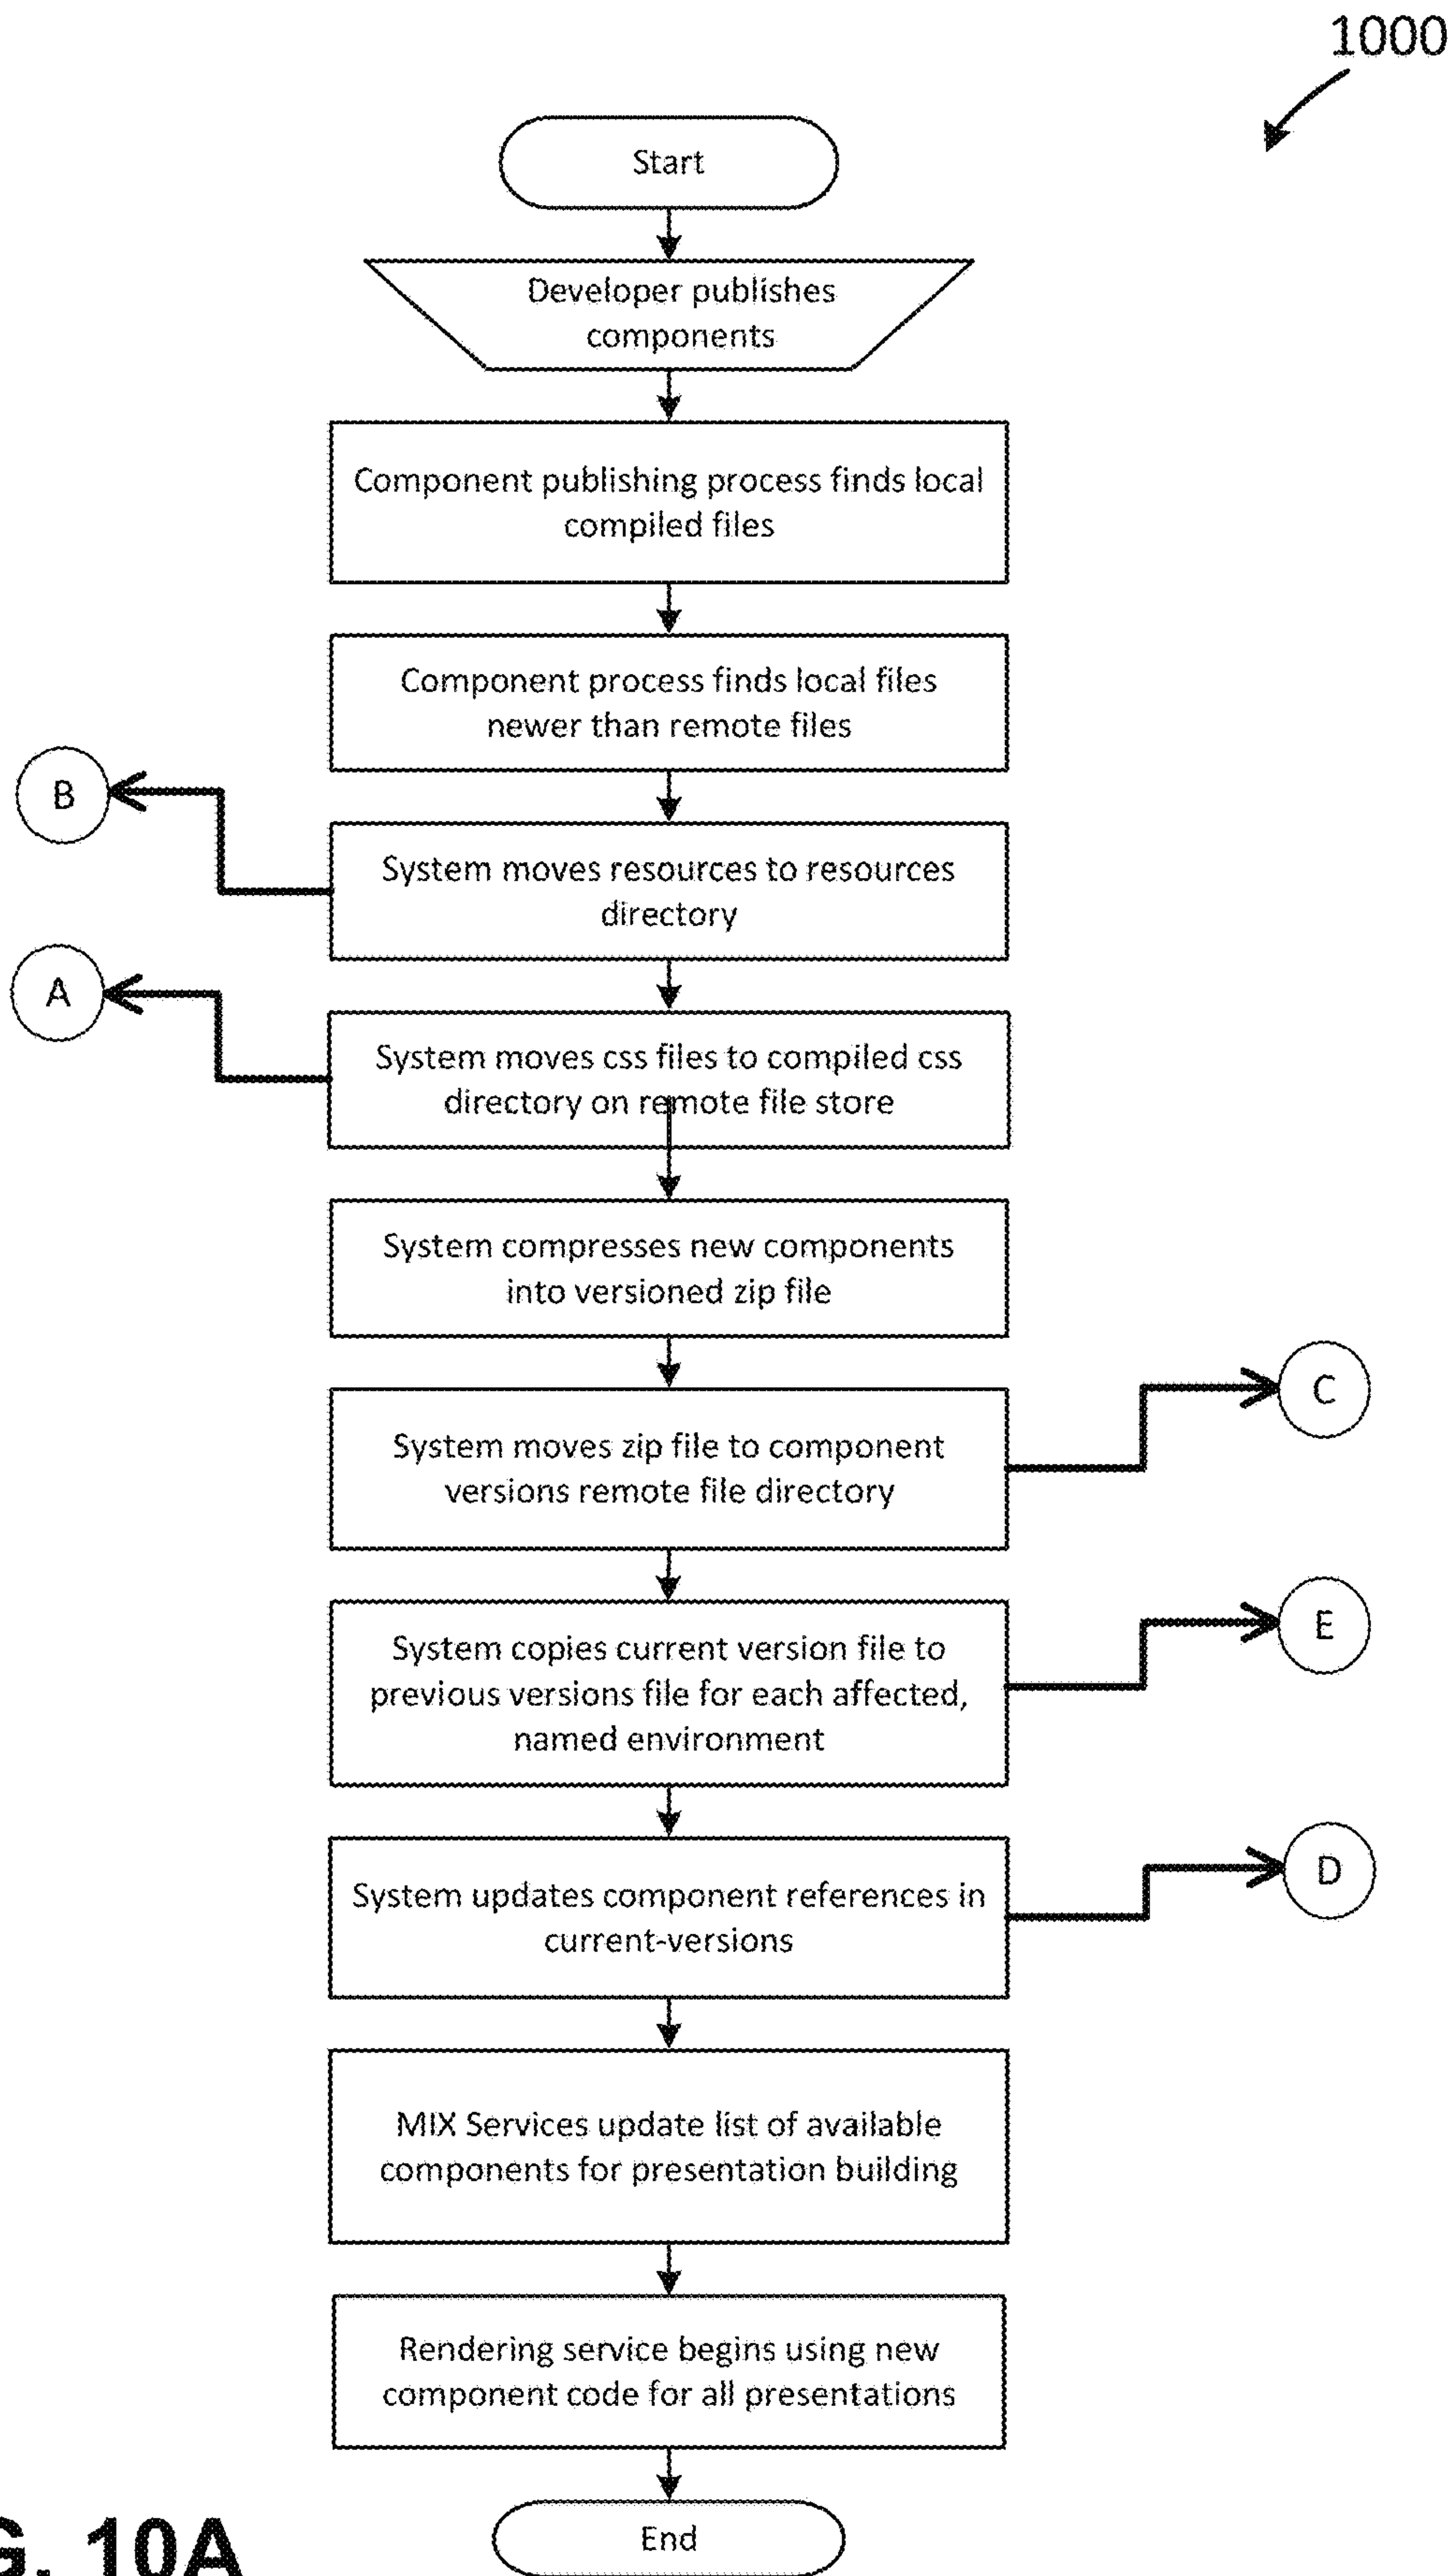 1000
Start
Developer publishes
components
Component publishing process finds local
compiled files
Component process finds local files
newer than remote files
B
System moves resources to resources
directory
A
System moves css files to compiled css
directory on remote file store
System compresses new components
into versioned zip file
C
System moves zip file to component
versions remote file directory
E
System copies current version file to
previous versions file for each affected,
named environment
D
System updates component references in
current-versions
MIX Services update list of available
components for presentation building
Rendering service begins using new
component code for all presentations
End
G. 10A